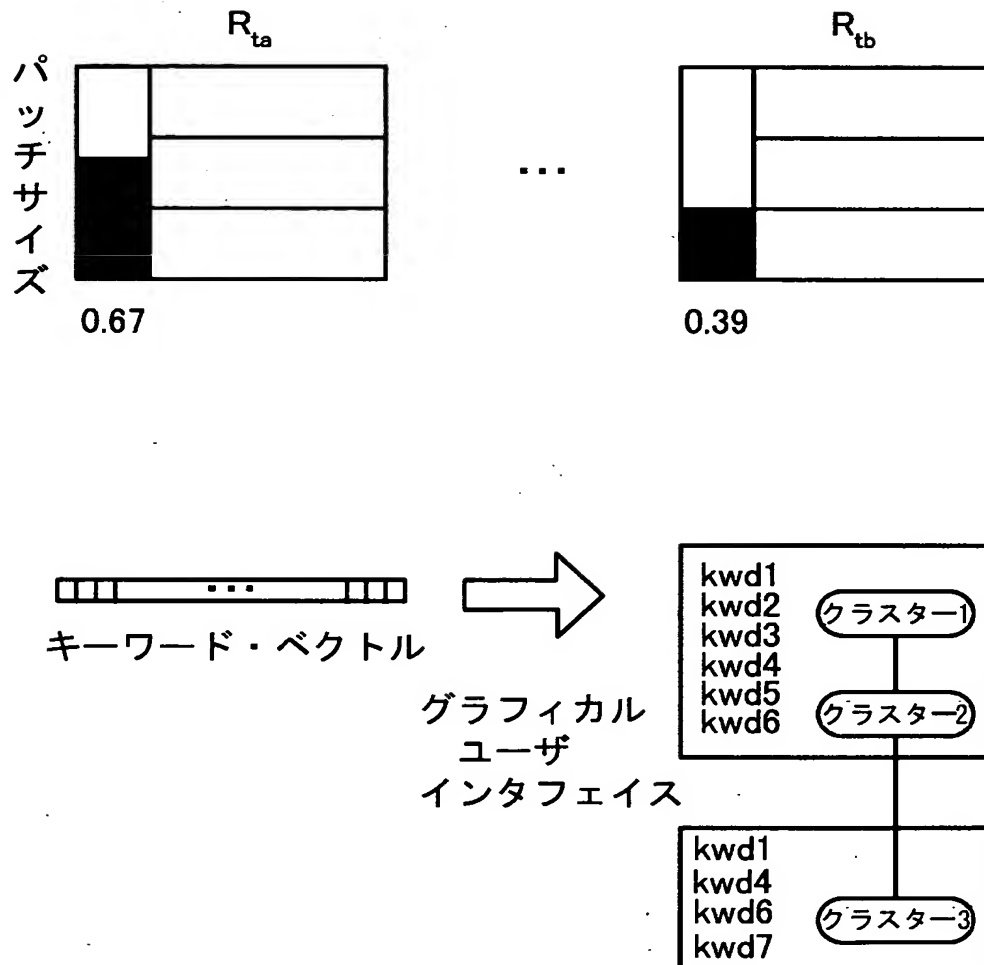 R_ta
R_tb
パッチサイズ
...
0.67
0.39
...
キーワード・ベクトル
グラフィカル
ユーザ
インタフェイス
kwd1
kwd2
kwd3
kwd4
kwd5
kwd6
クラスター1
クラスター2
kwd1
kwd4
kwd6
kwd7
クラスター3